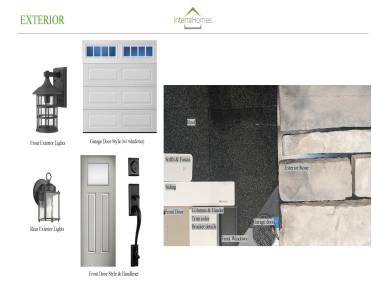 EXTERIOR
InterraHomes
Front Exterior Lights
Garage Door Style (w/ windows)
Rear Exterior Lights
Front Door Style & Handleset
Roof
Soffit & Fascia
Siding
Front Door
Columns & Header
Trim color
Bracket details
Front Windows
Garage door
Exterior Stone